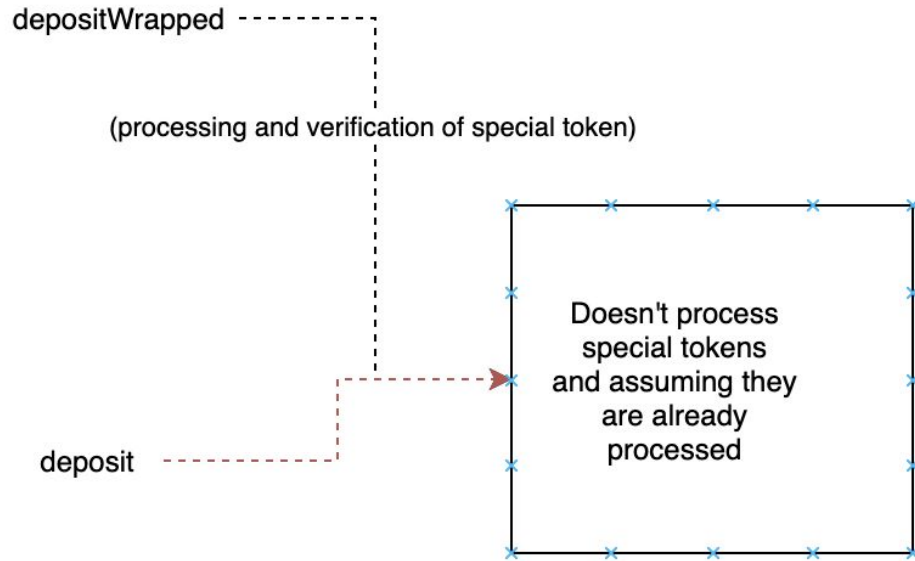 depositWrapped
(processing and verification of special token)
Doesn't process
special tokens
and assuming they
are already
processed
deposit